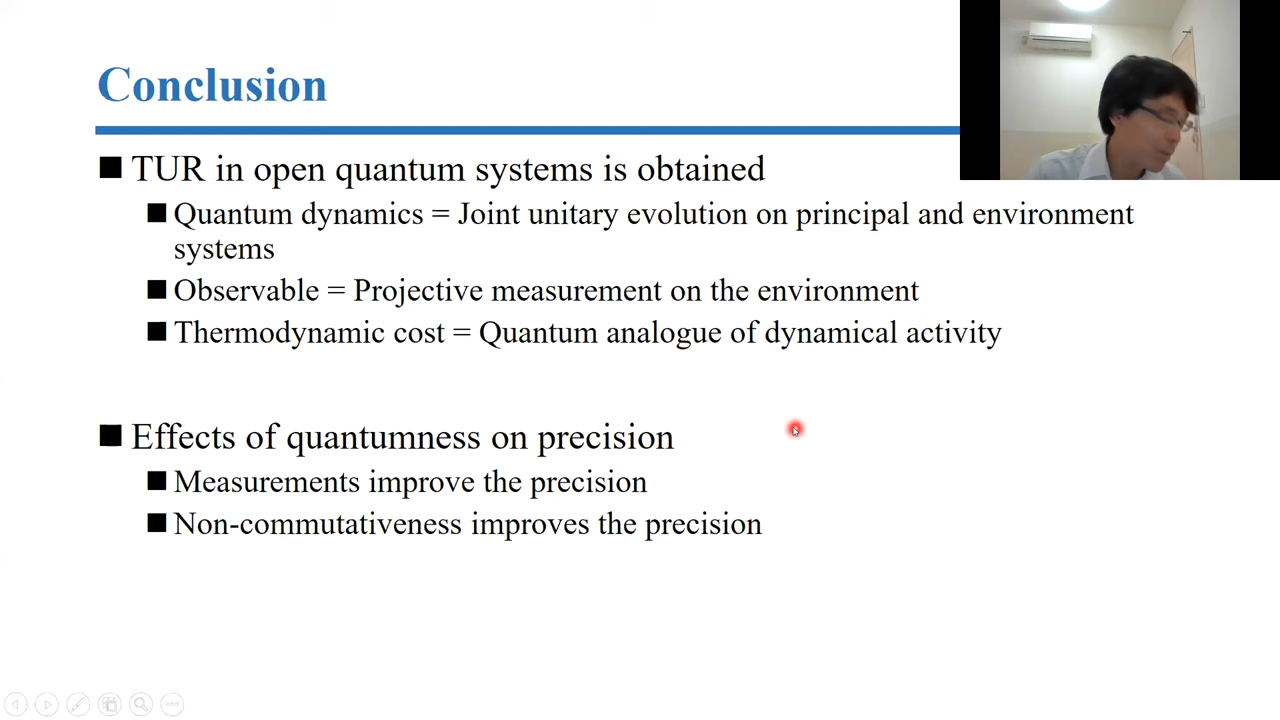 Conclusion
TUR in open quantum systems is obtained
Quantum dynamics = Joint unitary evolution on principal and environment
systems
Observable = Projective measurement on the environment
Thermodynamic cost = Quantum analogue of dynamical activity
Effects of quantumness on precision
Measurements improve the precision
Non-commutativeness improves the precision